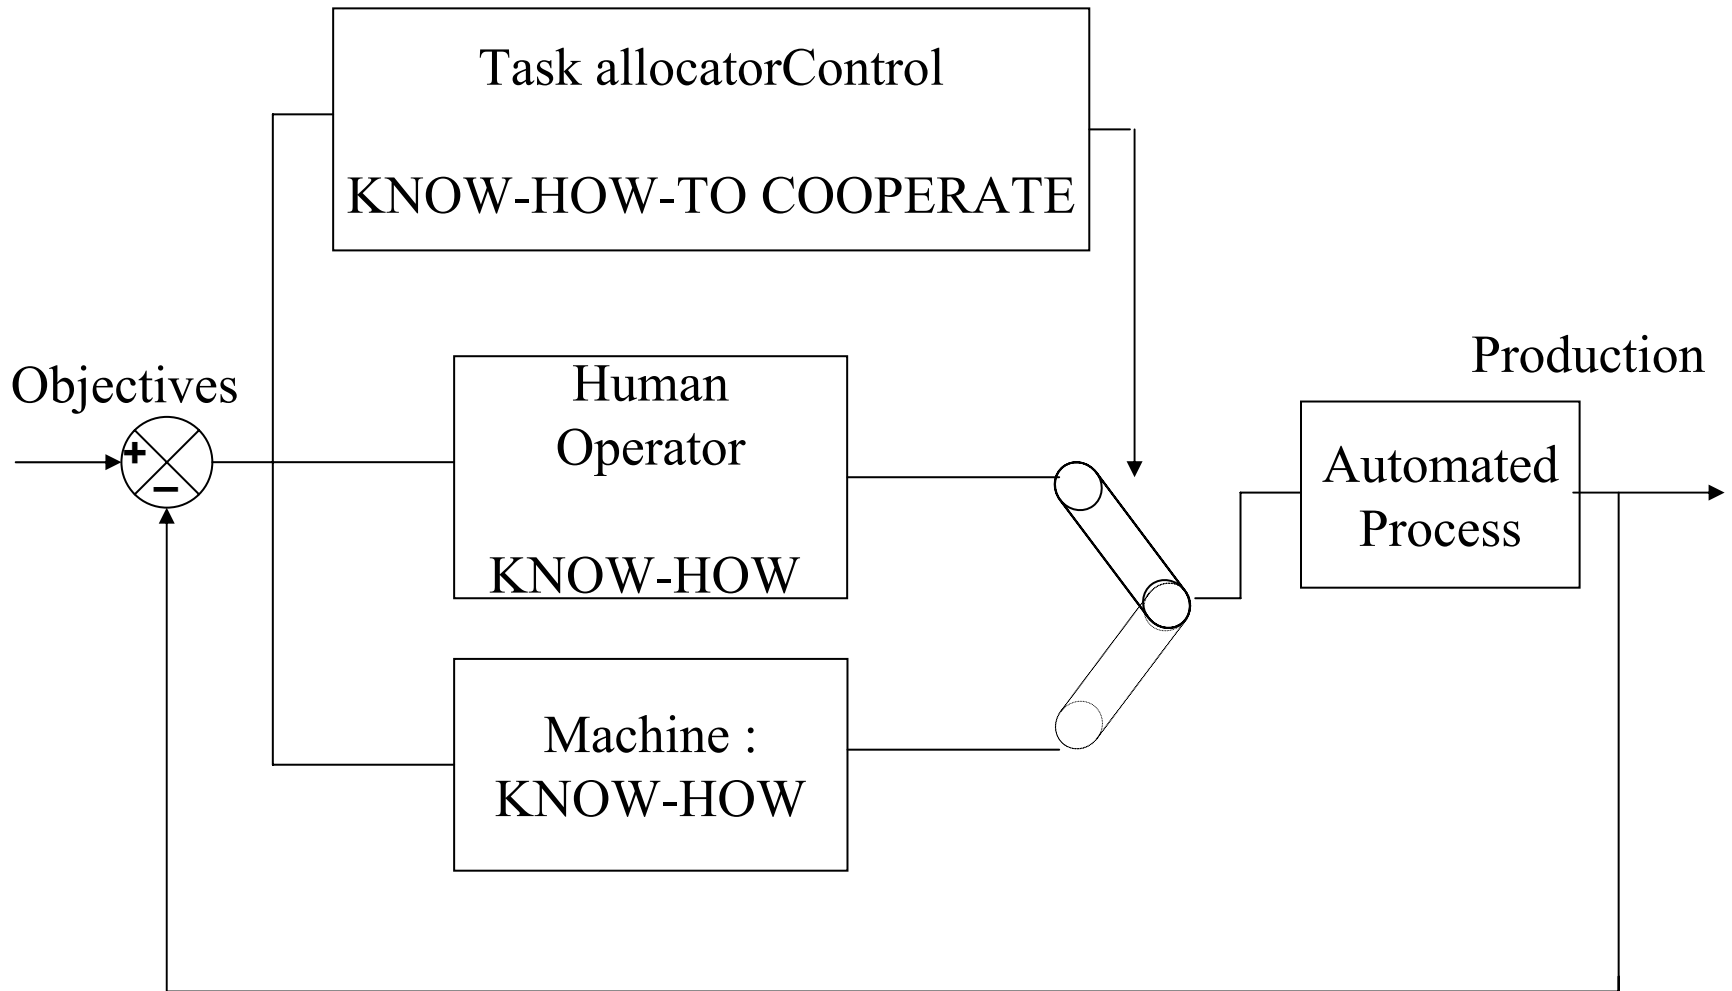 Task allocatorControl
KNOW-HOW-TO COOPERATE
Objectives
+
−
Human
Operator
KNOW-HOW
Machine :
KNOW-HOW
Production
Automated
Process